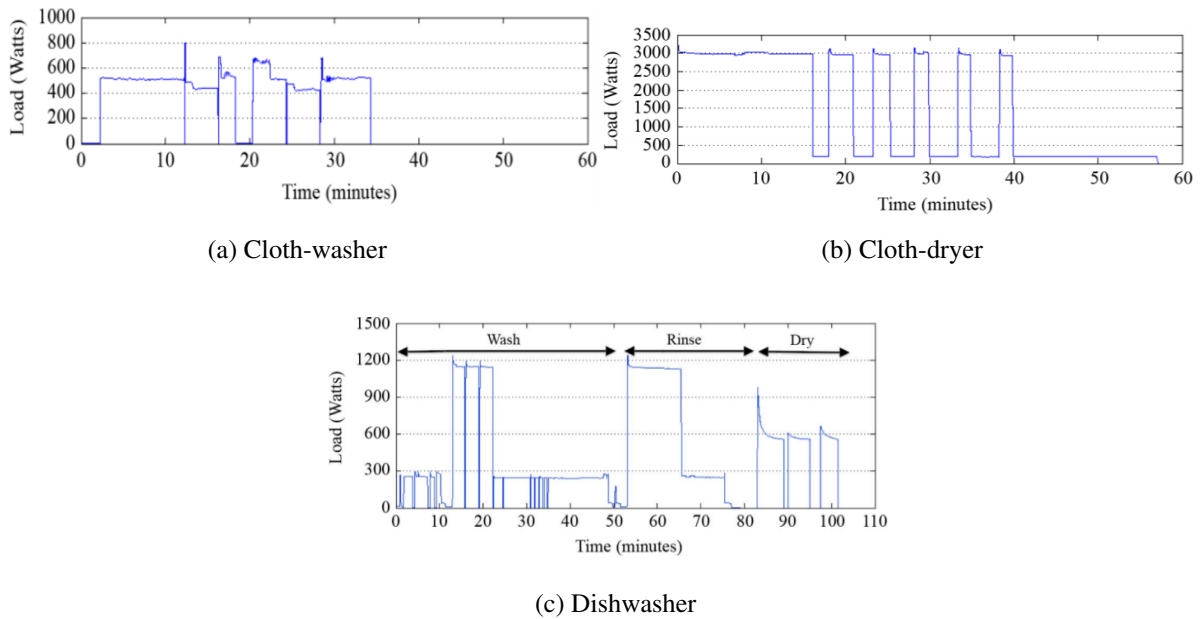 1000
800
600
400
200
0
Load (Watts)
0 10 20 30 40 50 60
Time (minutes)
(a) Cloth-washer
3500
3000
2500
2000
1500
1000
500
0
Load (Watts)
0 10 20 30 40 50 60
Time (minutes)
(b) Cloth-dryer
1500
1200
900
600
300
0
Load (Watts)
Wash Rinse Dry
0 10 20 30 40 50 60 70 80 90 100 110
Time (minutes)
(c) Dishwasher